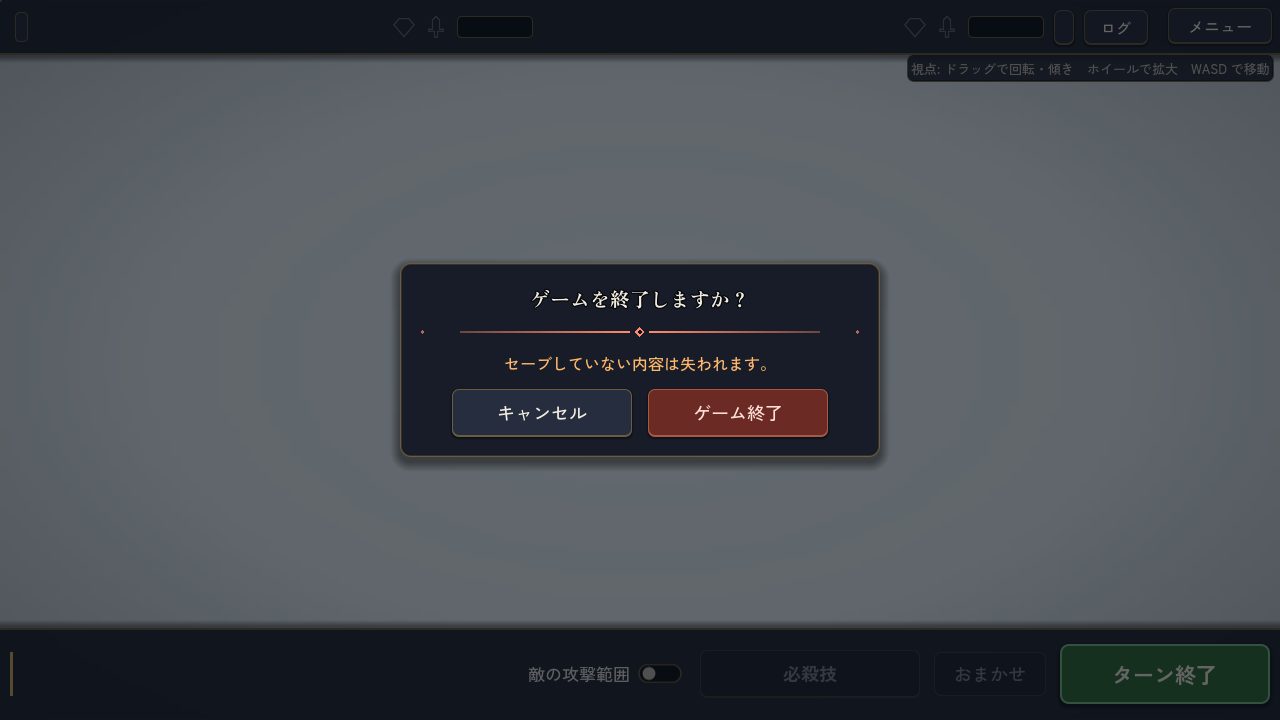 ログ
メニュー
視点: ドラッグで回転・傾き　ホイールで拡大　WASD で移動
ゲームを終了しますか？
セーブしていない内容は失われます。
キャンセル
ゲーム終了
敵の攻撃範囲
必殺技
おまかせ
ターン終了